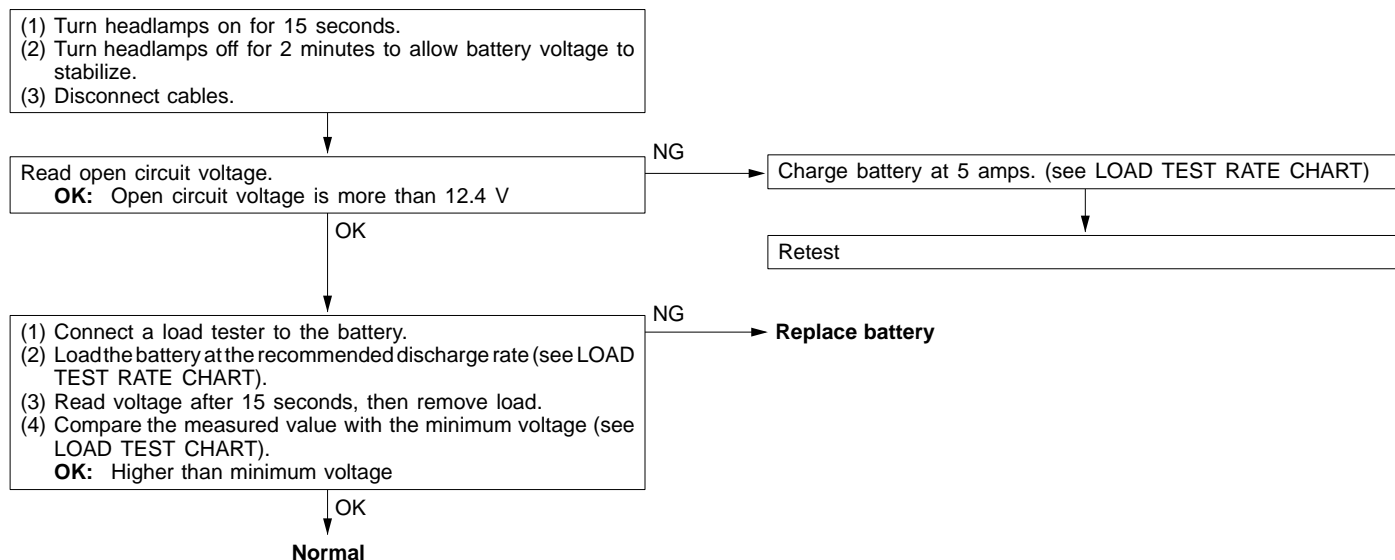 (1) Turn headlamps on for 15 seconds.
(2) Turn headlamps off for 2 minutes to allow battery voltage to
stabilize.
(3) Disconnect cables.
Read open circuit voltage.
OK: Open circuit voltage is more than 12.4 V
NG
Charge battery at 5 amps. (see LOAD TEST RATE CHART)
Retest
OK
(1) Connect a load tester to the battery.
(2) Load the battery at the recommended discharge rate (see LOAD
TEST RATE CHART).
(3) Read voltage after 15 seconds, then remove load.
(4) Compare the measured value with the minimum voltage (see
LOAD TEST CHART).
OK: Higher than minimum voltage
NG
Replace battery
OK
Normal